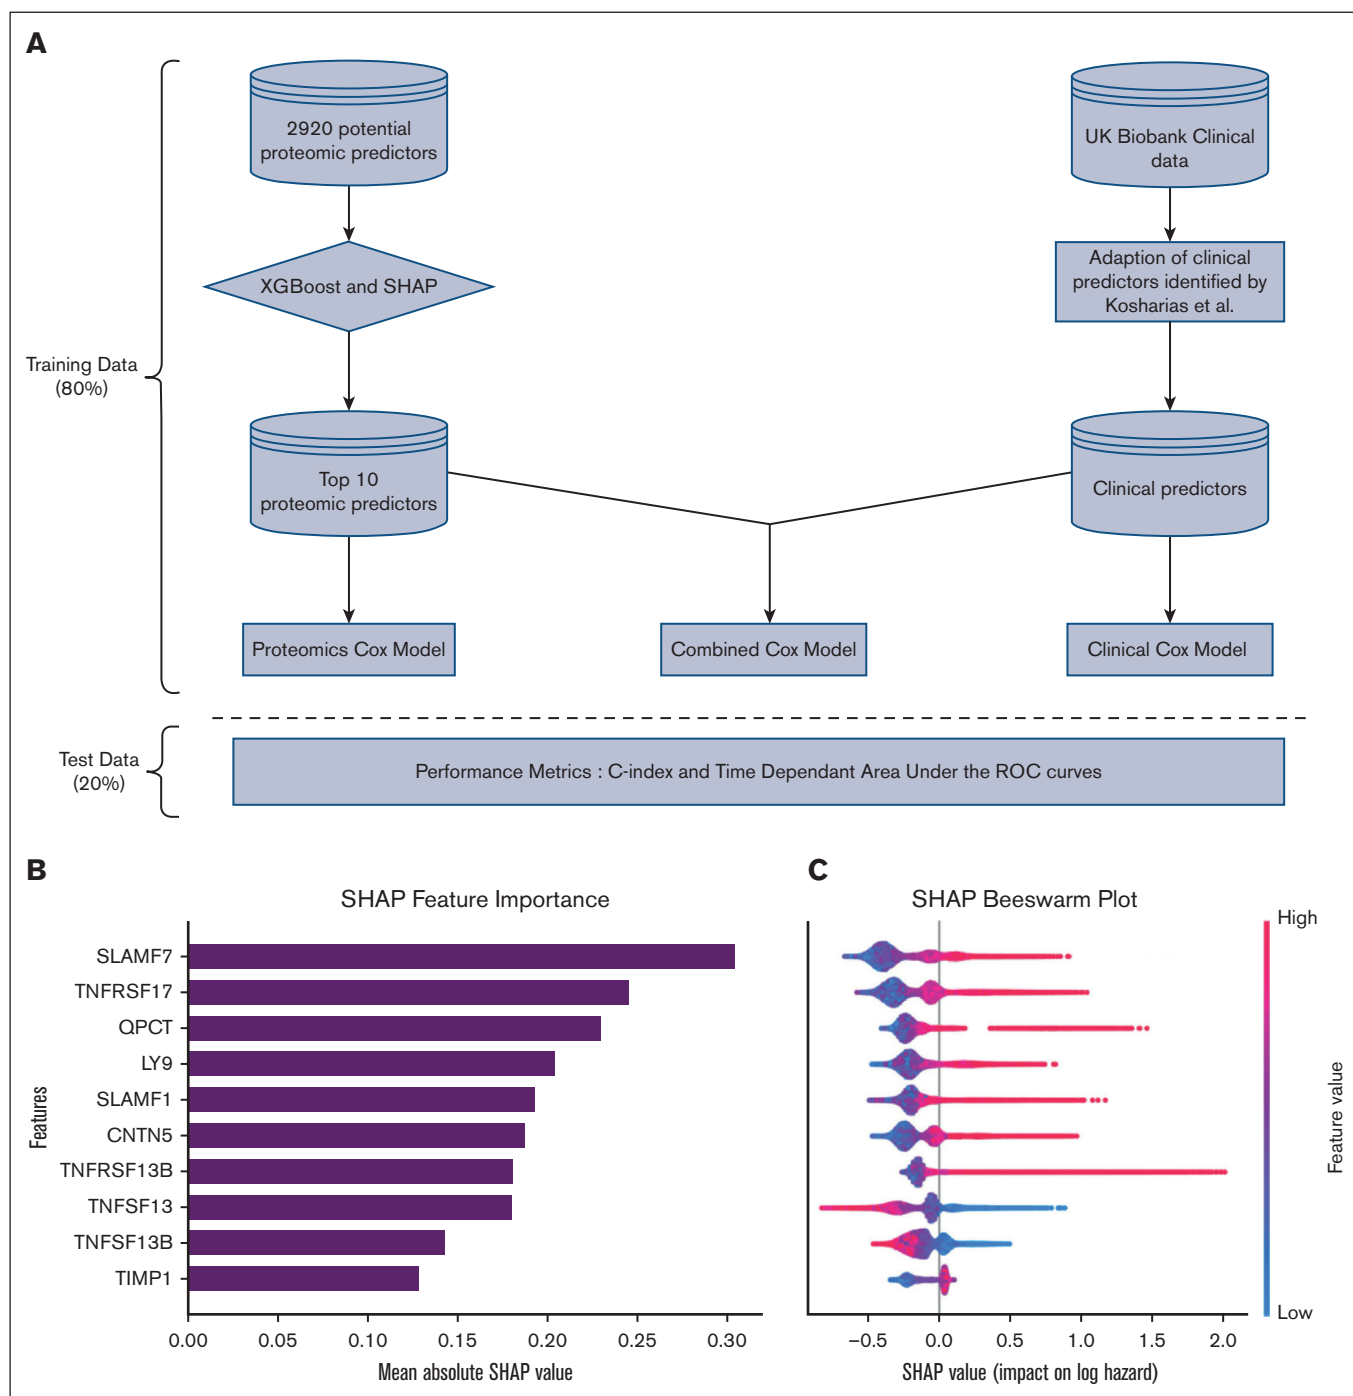 A
2920 potential
proteomic predictors
UK Biobank Clinical
data
XGBoost and SHAP
Adaption of clinical
predictors identified by
Kosharias et al.
Training Data
(80%)
Top 10
proteomic predictors
Clinical predictors
Proteomics Cox Model
Combined Cox Model
Clinical Cox Model
Test Data
(20%)
Performance Metrics : C-index and Time Dependant Area Under the ROC curves
B
SHAP Feature Importance
Features
SLAMF7
TNFRSF17
QPCT
LY9
SLAMF1
CNTN5
TNFRSF13B
TNFSF13
TNFSF13B
TIMP1
0.00 0.05 0.10 0.15 0.20 0.25 0.30
Mean absolute SHAP value
C
SHAP Beeswarm Plot
High
Feature value
Low
−0.5 0.0 0.5 1.0 1.5 2.0
SHAP value (impact on log hazard)